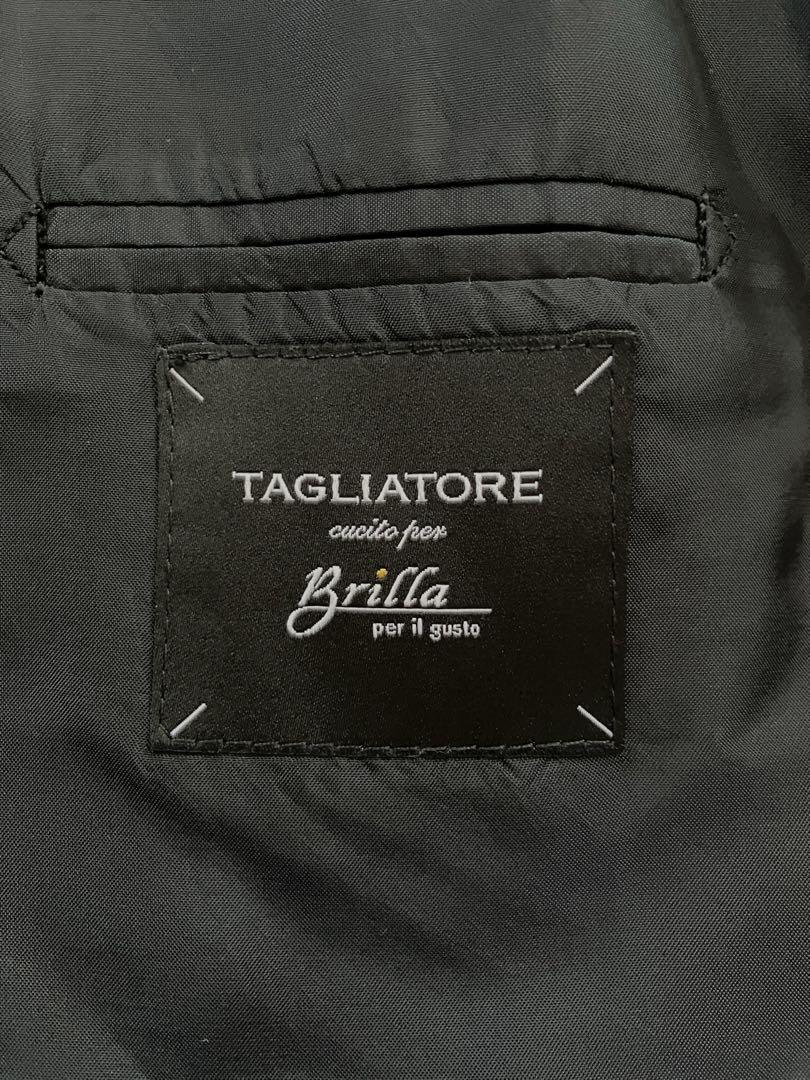 TAGLIATORE
cucito per
Brilla
per il gusto